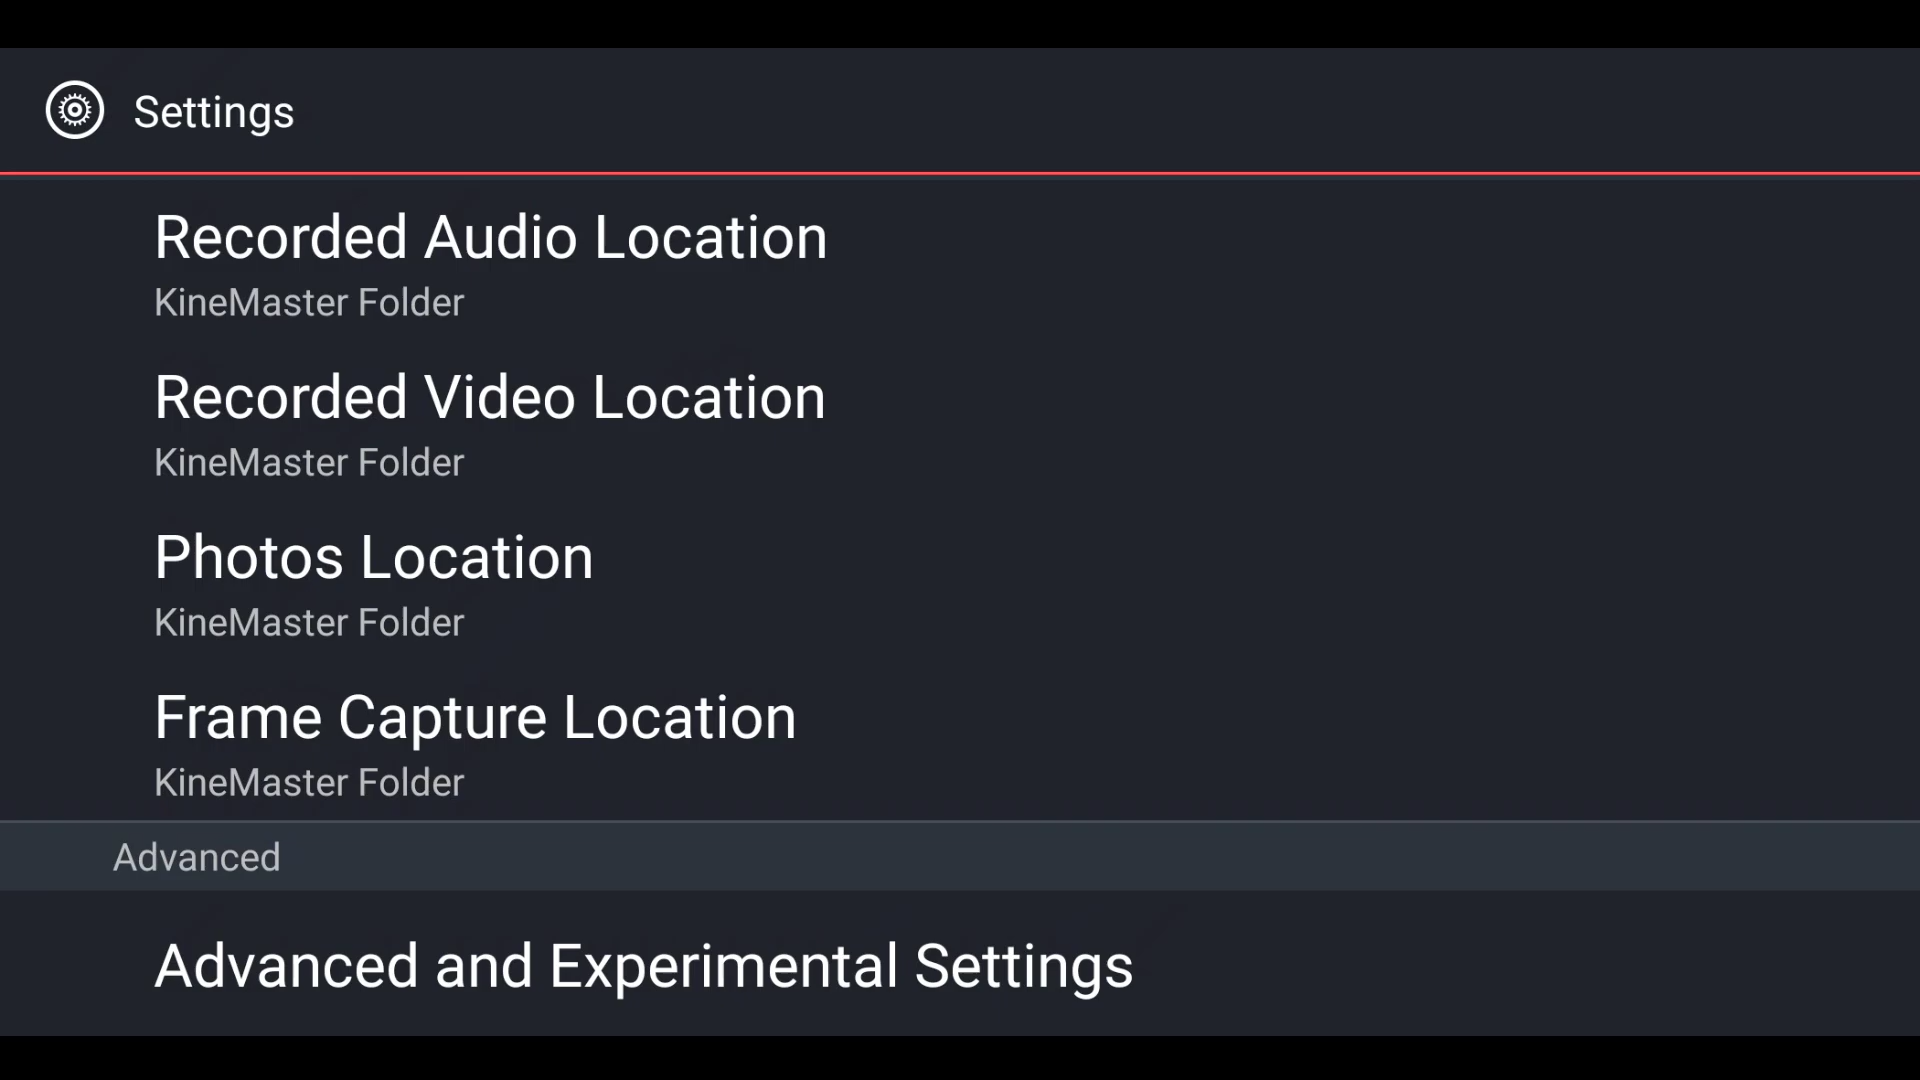 Settings
Recorded Audio Location
KineMaster Folder
Recorded Video Location
KineMaster Folder
Photos Location
KineMaster Folder
Frame Capture Location
KineMaster Folder
Advanced
Advanced and Experimental Settings